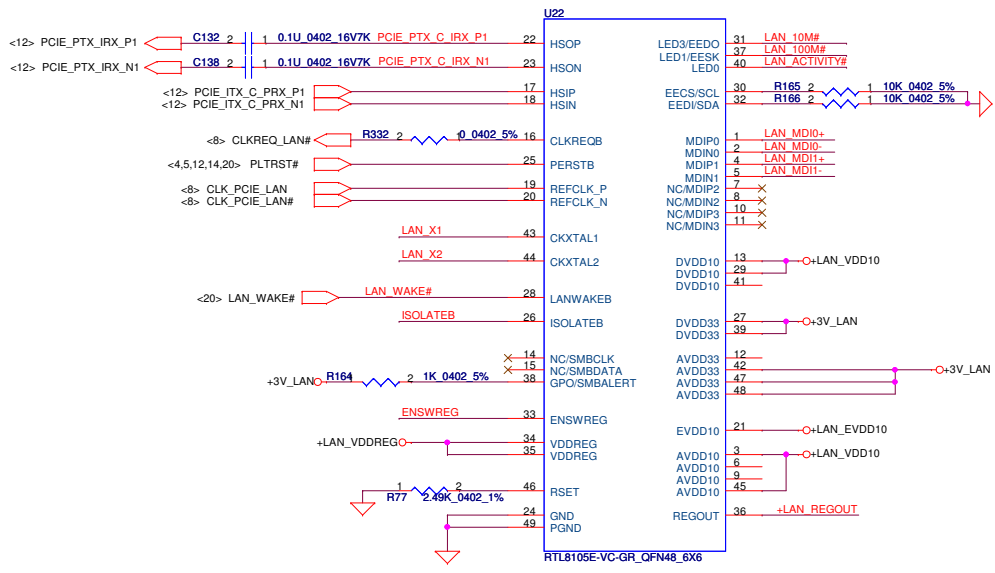 U22
<12> PCIE_PTX_IRX_P1 C132 2 1 0.1U_0402_16V7K PCIE_PTX_C_IRX_P1 22 HSOP
<12> PCIE_PTX_IRX_N1 C138 2 1 0.1U_0402_16V7K PCIE_PTX_C_IRX_N1 23 HSON
<12> PCIE_ITX_C_PRX_P1 17 HSIP
<12> PCIE_ITX_C_PRX_N1 18 HSIN
<8> CLKREQ_LAN# R332 2 1 0_0402_5% 16 CLKREQB
<4,5,12,14,20> PLTRST# 25 PERSTB
<8> CLK_PCIE_LAN 19 REFCLK_P
<8> CLK_PCIE_LAN# 20 REFCLK_N
LAN_X1 43 CKXTAL1
LAN_X2 44 CKXTAL2
<20> LAN_WAKE# LAN_WAKE# 28 LANWAKEB
ISOLATEB 26 ISOLATEB
14 NC/SMBCLK
15 NC/SMBDATA
+3V_LAN R164 1 2 1K_0402_5% 38 GPO/SMBALERT
ENSWREG 33 ENSWREG
+LAN_VDDREG 34 VDDREG
35 VDDREG
R77 1 2 2.49K_0402_1% 46 RSET
24 GND
49 PGND
LED3/EEDO 31 LAN_10M#
LED1/EESK 37 LAN_100M#
LED0 40 LAN_ACTIVITY#
EECS/SCL 30 R165 2 1 10K_0402_5%
EEDI/SDA 32 R166 2 1 10K_0402_5%
MDIP0 1 LAN_MDI0+
MDIN0 2 LAN_MDI0-
MDIP1 4 LAN_MDI1+
MDIN1 5 LAN_MDI1-
NC/MDIP2 7
NC/MDIN2 8
NC/MDIP3 10
NC/MDIN3 11
DVDD10 13 +LAN_VDD10
DVDD10 29
DVDD10 41
DVDD33 27 +3V_LAN
DVDD33 39
AVDD33 12
AVDD33 42 +3V_LAN
AVDD33 47
AVDD33 48
EVDD10 21 +LAN_EVDD10
AVDD10 3 +LAN_VDD10
AVDD10 6
AVDD10 9
AVDD10 45
REGOUT 36 +LAN_REGOUT
RTL8105E-VC-GR_QFN48_6X6